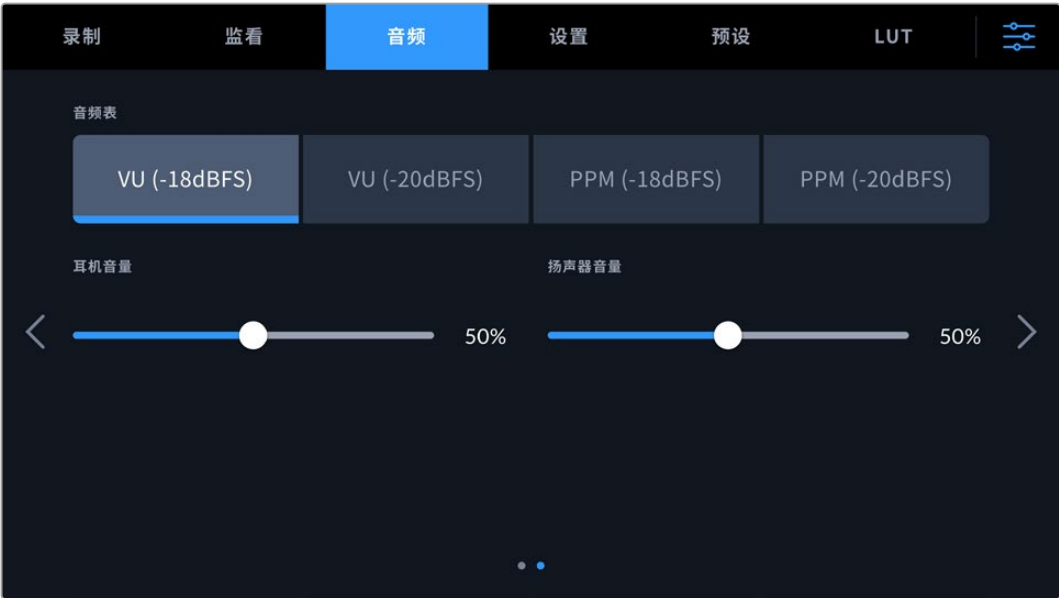 录制 监看 音频 设置 预设 LUT
音频表
VU (-18dBFS) VU (-20dBFS) PPM (-18dBFS) PPM (-20dBFS)
耳机音量 扬声器音量
50% 50%